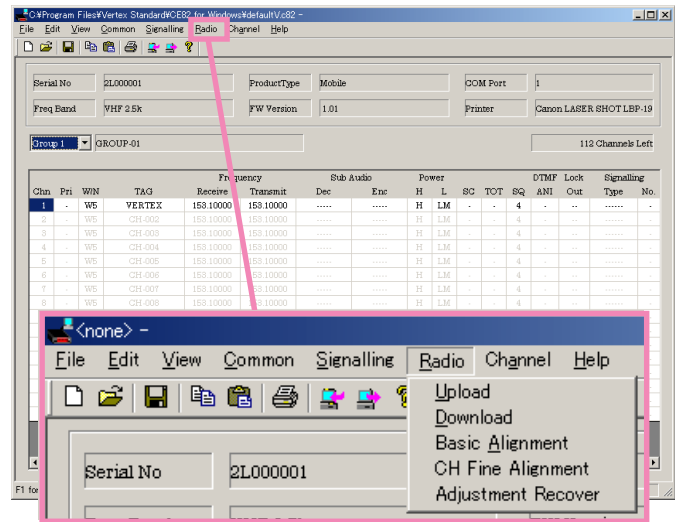 C:¥Program Files¥Vertex Standard¥CE82 for Windows¥defaultV.c82 -
File Edit View Common Signalling Radio Channel Help
Serial No 2L000001 ProductType Mobile COM Port 1
Freq Band VHF 2.5k FW Version 1.01 Printer Canon LASER SHOT LBP-19
Group 1 GROUP-01 112 Channels Left
Frequency Sub Audio Power DTMF Lock Signalling
Chn Pri W/N TAG Receive Transmit Dec Enc H L SC TOT SQ ANI Out Type No.
1 - W5 VERTEX 153.10000 153.10000 ----- ----- H LM - - 4 - -- ------ -
2 - W5 CH-002 153.10000 153.10000 ----- ----- H LM - - 4 - -- ------ -
3 - W5 CH-003 153.10000 153.10000 ----- ----- H LM - - 4 - -- ------ -
4 - W5 CH-004 153.10000 153.10000 ----- ----- H LM - - 4 - -- ------ -
5 - W5 CH-005 153.10000 153.10000 ----- ----- H LM - - 4 - -- ------ -
6 - W5 CH-006 153.10000 153.10000 ----- ----- H LM - - 4 - -- ------ -
7 - W5 CH-007 153.10000 153.10000 ----- ----- H LM - - 4 - -- ------ -
8 - W5 CH-008 153.10000 153.10000 ----- ----- H LM - - 4 - -- ------ -
<none> -
File Edit View Common Signalling Radio Channel Help
Upload
Download
Basic Alignment
CH Fine Alignment
Adjustment Recover
Serial No 2L000001
F1 for